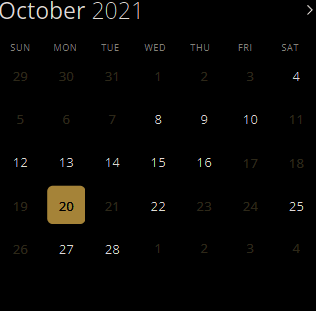 October 2021
SUN MON TUE WED THU FRI SAT
29 30 31 1 2 3 4
5 6 7 8 9 10 11
12 13 14 15 16 17 18
19 20 21 22 23 24 25
26 27 28 1 2 3 4